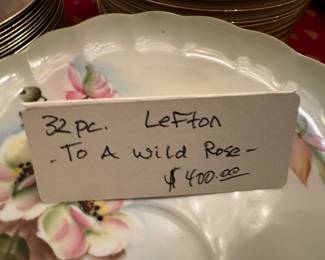 32 pc. Lefton
- To A Wild Rose -
$400.00